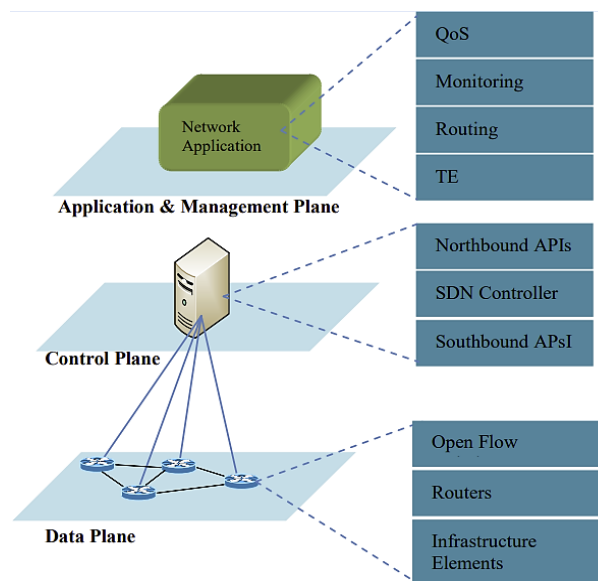 QoS
Monitoring
Routing
TE
Network
Application
Application & Management Plane
Northbound APIs
SDN Controller
Southbound APsI
Control Plane
Open Flow
Routers
Infrastructure
Elements
Data Plane